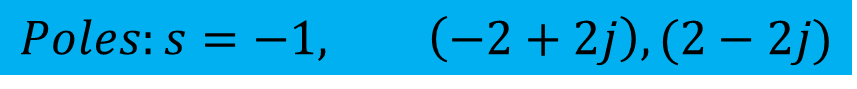 Poles: s = −1, (−2 + 2j), (2 − 2j)